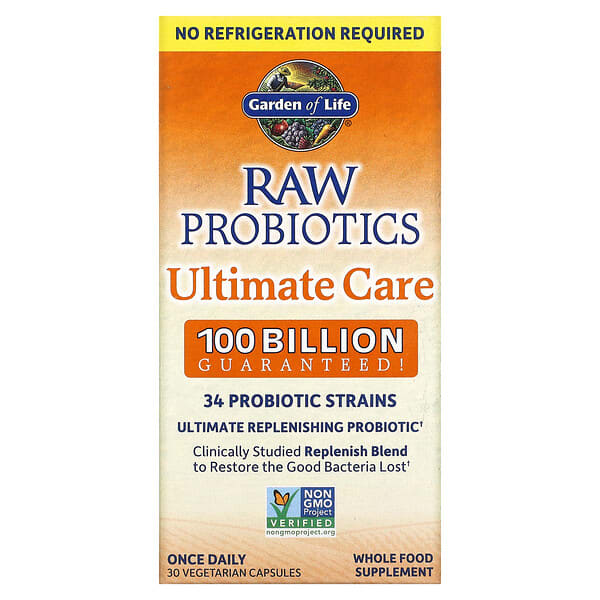 NO REFRIGERATION REQUIRED
Garden of Life®
RAW
PROBIOTICS
Ultimate Care
100 BILLION
GUARANTEED!
34 PROBIOTIC STRAINS
ULTIMATE REPLENISHING PROBIOTIC†
Clinically Studied Replenish Blend
to Restore the Good Bacteria Lost†
NON
GMO
Project
VERIFIED
nongmoproject.org
ONCE DAILY
30 VEGETARIAN CAPSULES
WHOLE FOOD
SUPPLEMENT